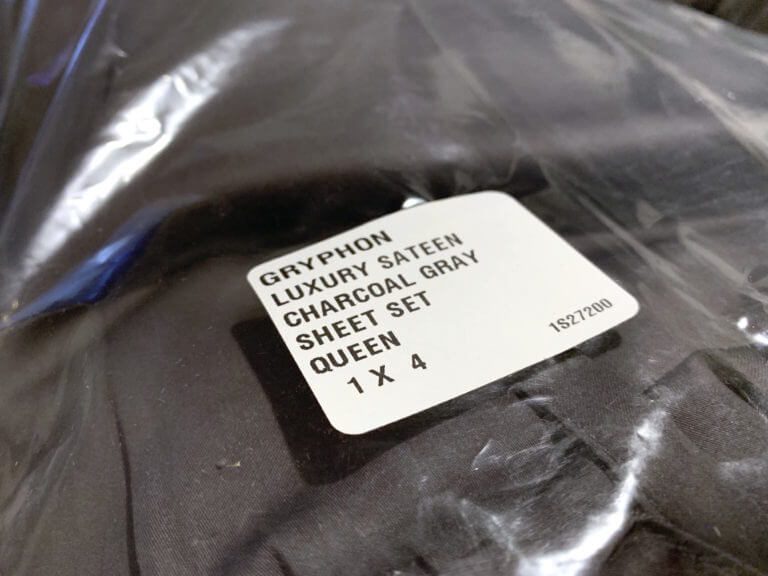 GRYPHON
LUXURY SATEEN
CHARCOAL GRAY
SHEET SET
QUEEN
1 X 4
1S27200